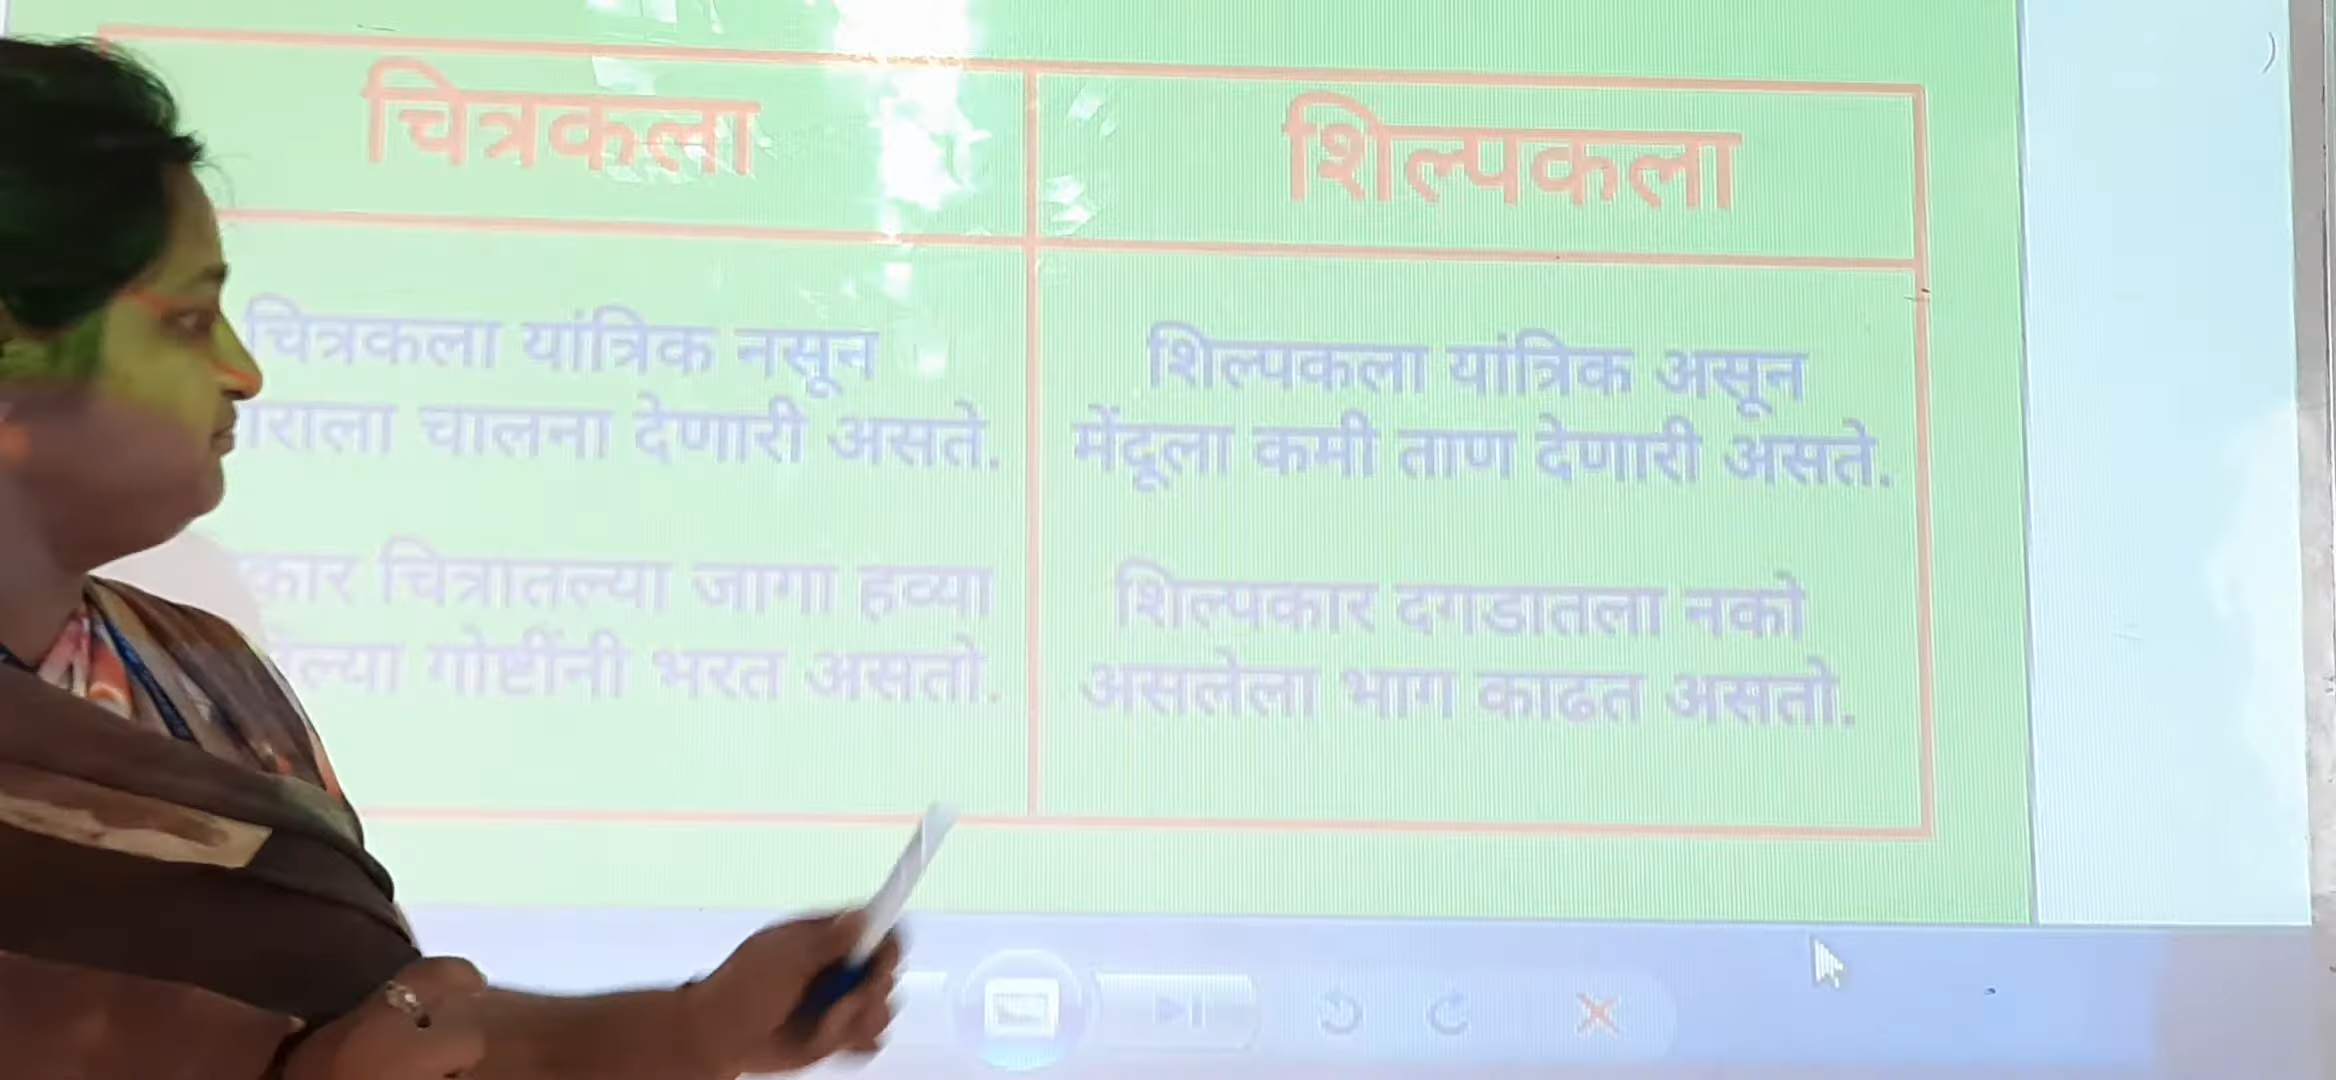 चित्रकला
शिल्पकला
चित्रकला यांत्रिक नसून
चालना देणारी असते.
शिल्पकला यांत्रिक असून
मेंदूला कमी ताण देणारी असते.
चित्रातल्या जागा हव्या
गोष्टींनी भरत असतो.
शिल्पकार दगडातला नको
असलेला भाग काढत असतो.